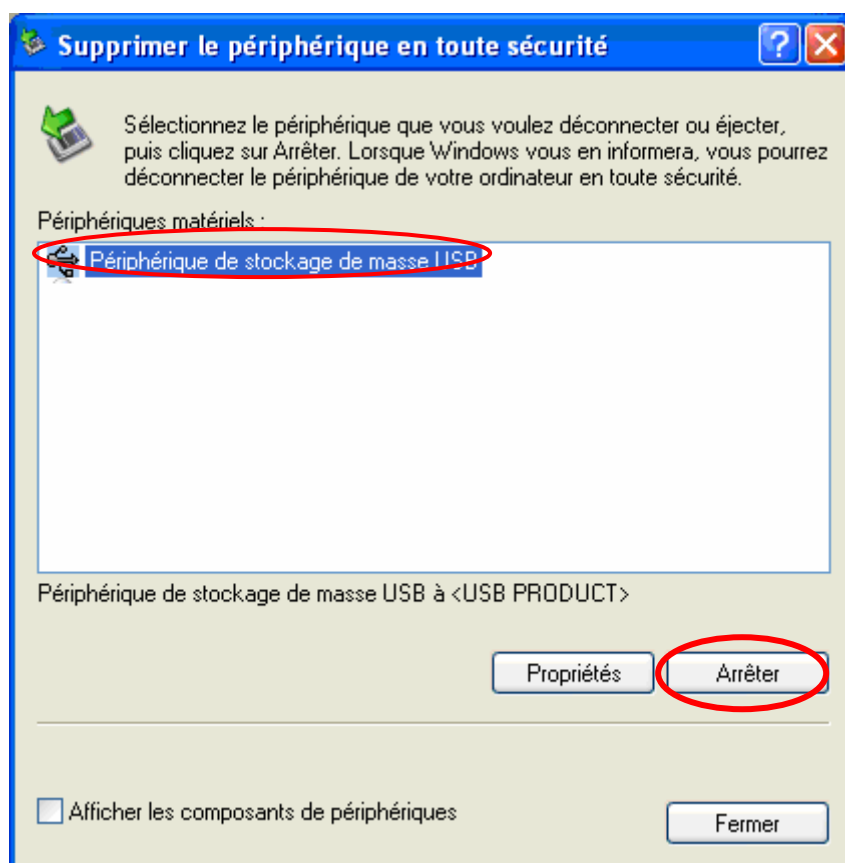 Supprimer le périphérique en toute sécurité
Sélectionnez le périphérique que vous voulez déconnecter ou éjecter,
puis cliquez sur Arrêter. Lorsque Windows vous en informera, vous pourrez
déconnecter le périphérique de votre ordinateur en toute sécurité.
Périphériques matériels :
Périphérique de stockage de masse USB
Périphérique de stockage de masse USB à <USB PRODUCT>
Propriétés
Arrêter
Afficher les composants de périphériques
Fermer